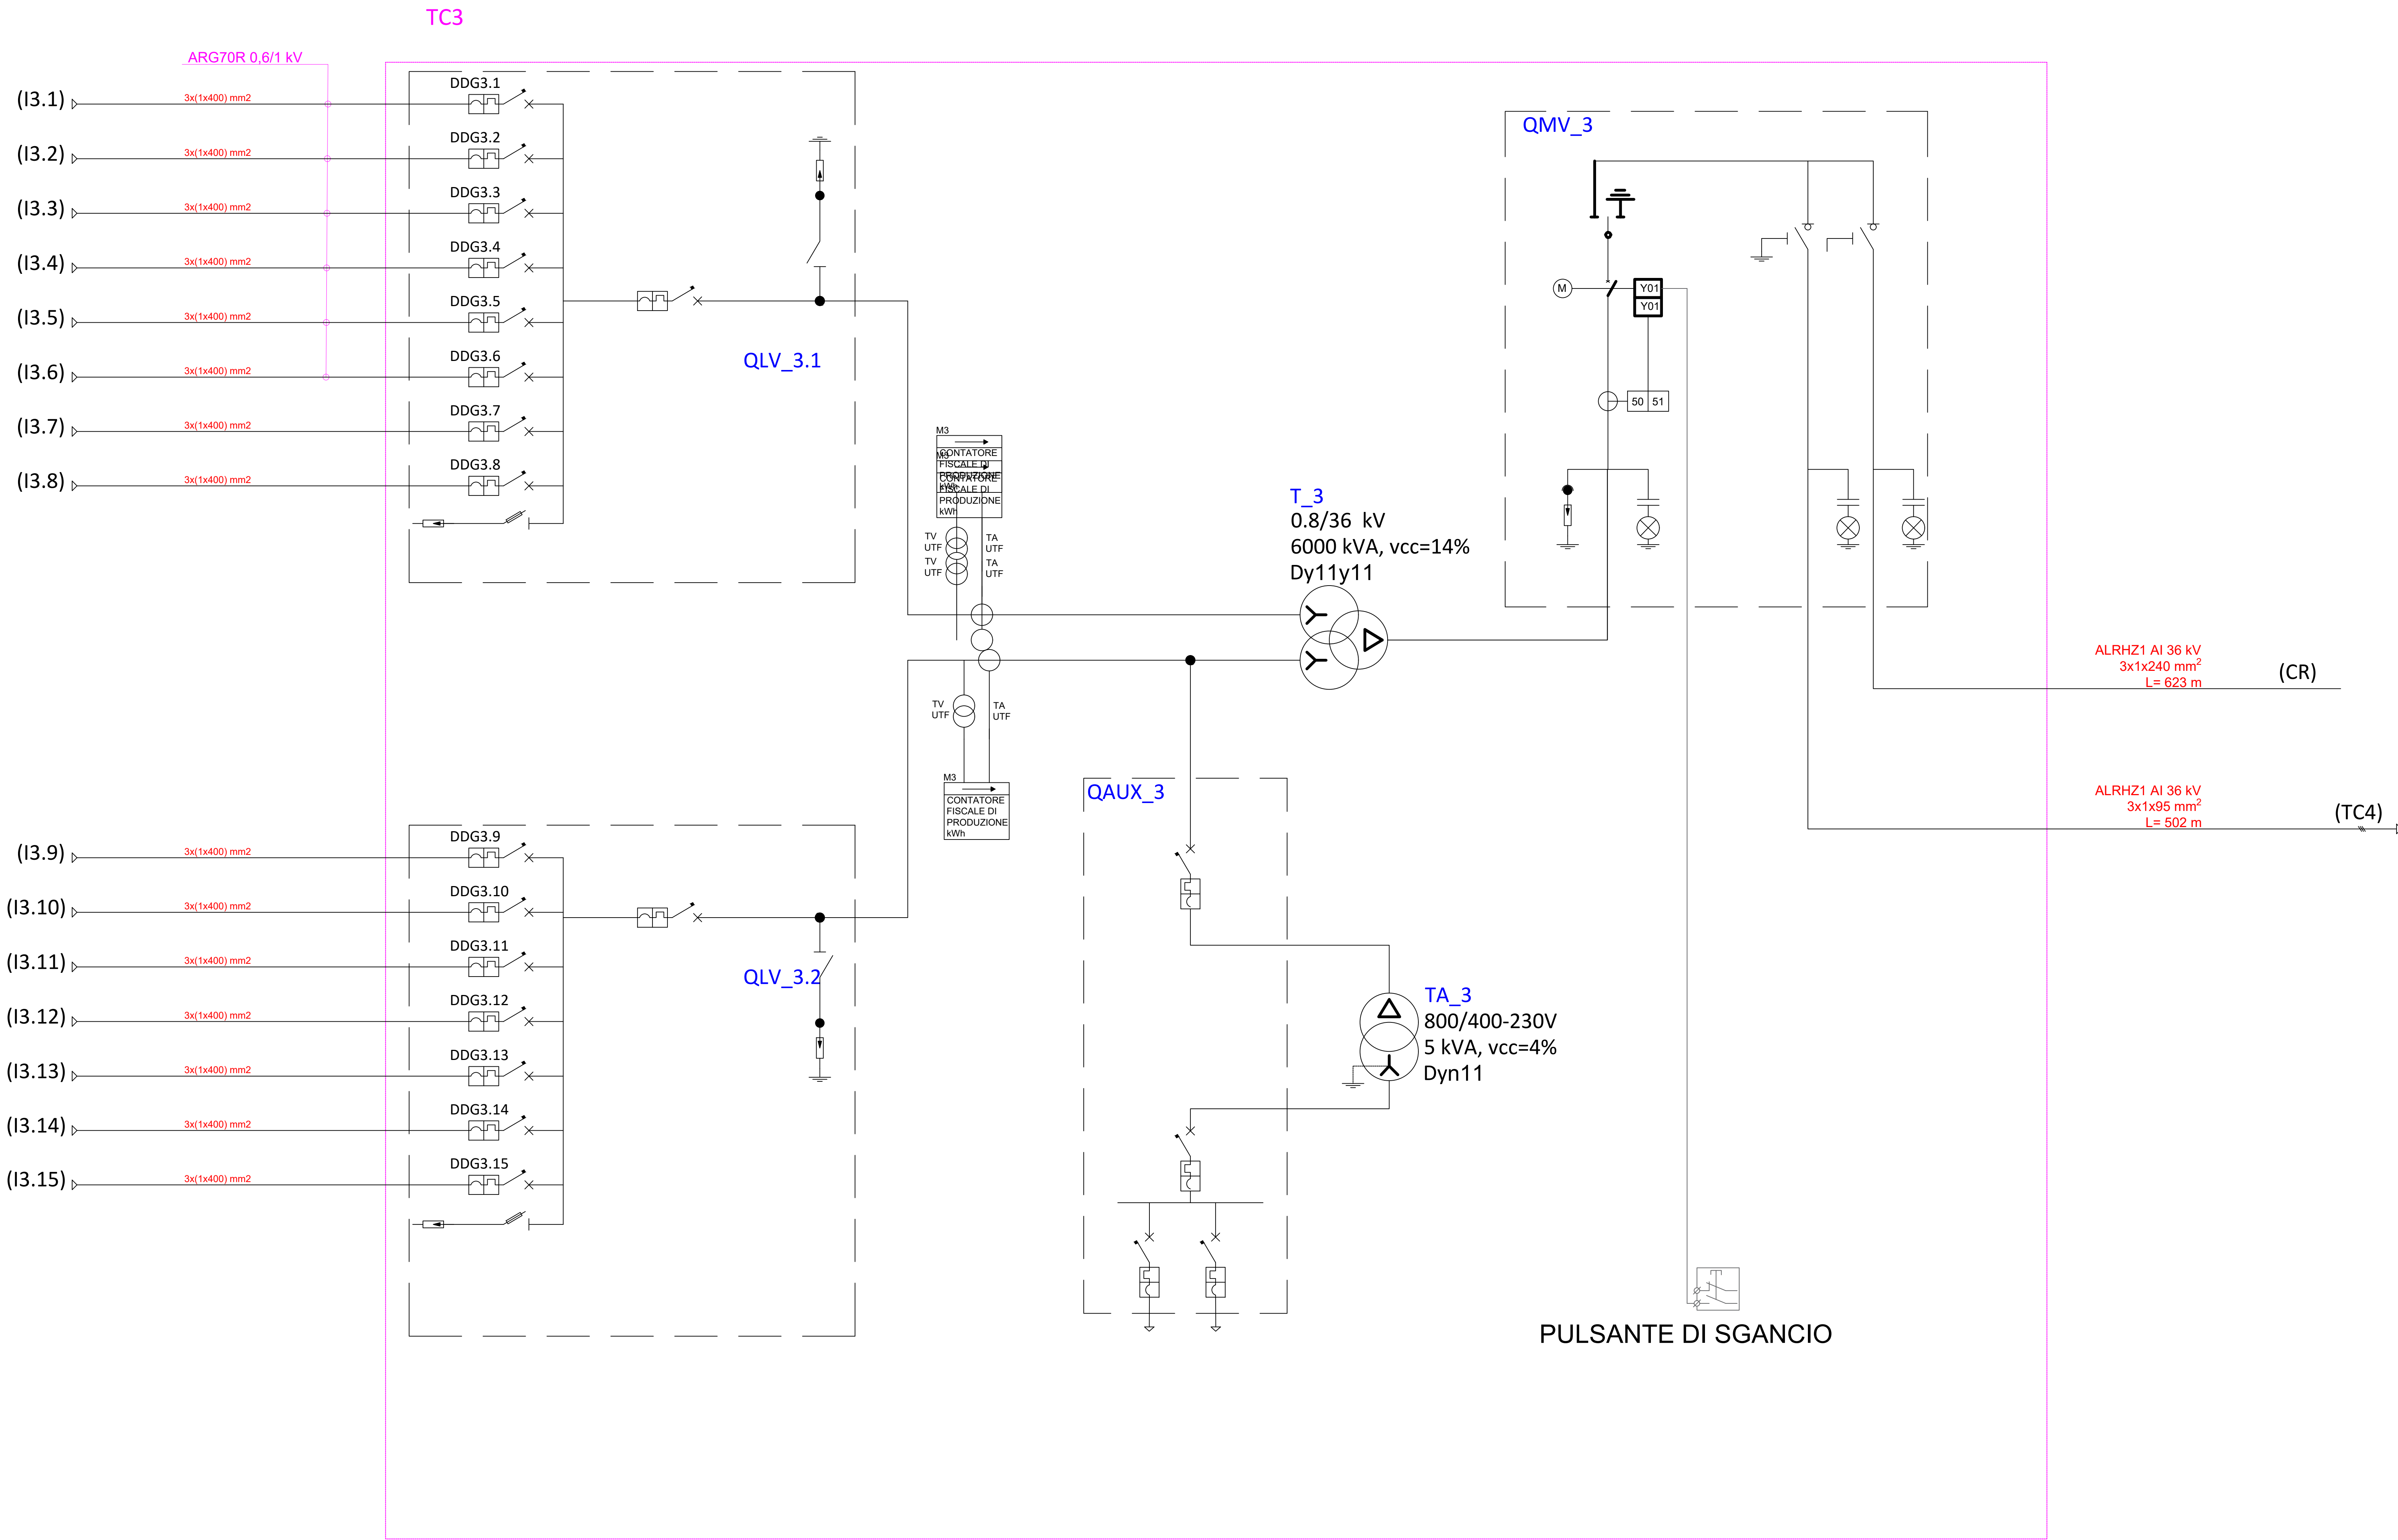 TC3
ARG70R 0,6/1 kV
(I3.1)
3x(1x400) mm2
DDG3.1
(I3.2)
3x(1x400) mm2
DDG3.2
(I3.3)
3x(1x400) mm2
DDG3.3
(I3.4)
3x(1x400) mm2
DDG3.4
(I3.5)
3x(1x400) mm2
DDG3.5
(I3.6)
3x(1x400) mm2
DDG3.6
(I3.7)
3x(1x400) mm2
DDG3.7
(I3.8)
3x(1x400) mm2
DDG3.8
QLV_3.1
M3
CONTATORE
FISCALE DI
PRODUZIONE
kWh
M3
CONTATORE
FISCALE DI
PRODUZIONE
kWh
TV
UTF
TV
UTF
TA
UTF
TA
UTF
T_3
0.8/36 kV
6000 kVA, vcc=14%
Dy11y11
QMV_3
M
Y01
Y01
50
51
ALRHZ1 Al 36 kV
3x1x240 mm²
L= 623 m
(CR)
ALRHZ1 Al 36 kV
3x1x95 mm²
L= 502 m
(TC4)
TV
UTF
TA
UTF
M3
CONTATORE
FISCALE DI
PRODUZIONE
kWh
QAUX_3
(I3.9)
3x(1x400) mm2
DDG3.9
(I3.10)
3x(1x400) mm2
DDG3.10
(I3.11)
3x(1x400) mm2
DDG3.11
(I3.12)
3x(1x400) mm2
DDG3.12
(I3.13)
3x(1x400) mm2
DDG3.13
(I3.14)
3x(1x400) mm2
DDG3.14
(I3.15)
3x(1x400) mm2
DDG3.15
QLV_3.2
TA_3
800/400-230V
5 kVA, vcc=4%
Dyn11
PULSANTE DI SGANCIO